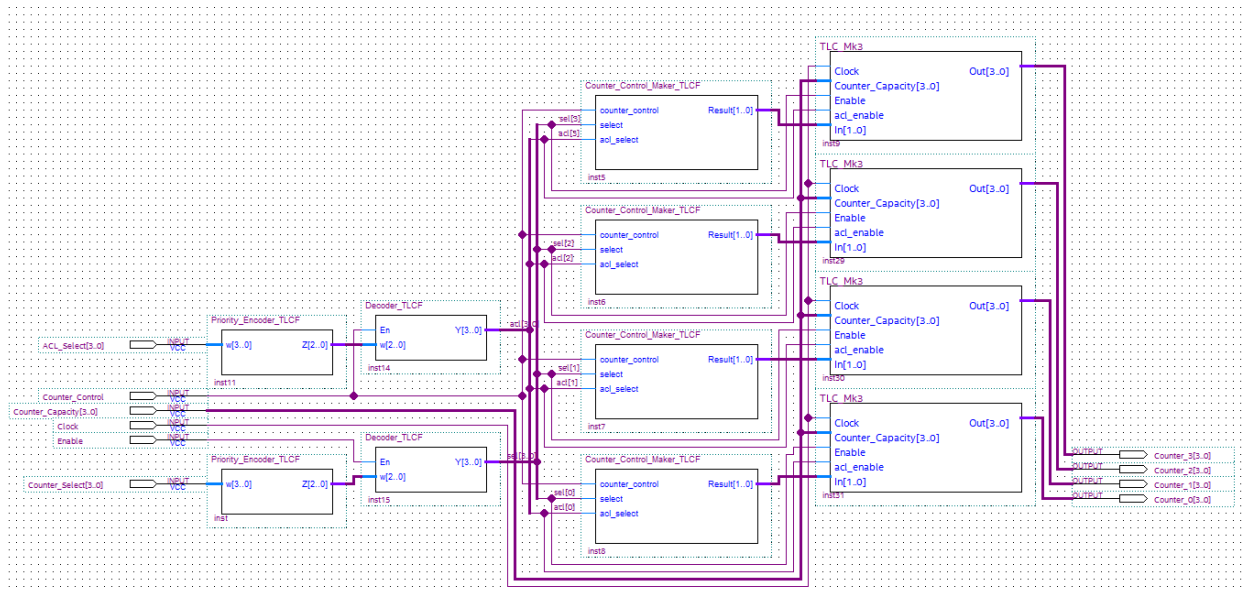 TLC_Mk3
Clock
Out[3..0]
Counter_Capacity[3..0]
Enable
acl_enable
In[1..0]
inst9
Counter_Control_Maker_TLCF
counter_control
Result[1..0]
sel[3]
select
acl[3]
acl_select
inst5
TLC_Mk3
Clock
Out[3..0]
Counter_Capacity[3..0]
Enable
acl_enable
In[1..0]
inst29
Counter_Control_Maker_TLCF
counter_control
Result[1..0]
sel[2]
select
acl[2]
acl_select
inst6
TLC_Mk3
Clock
Out[3..0]
Counter_Capacity[3..0]
Enable
acl_enable
In[1..0]
inst30
Counter_Control_Maker_TLCF
counter_control
Result[1..0]
sel[1]
select
acl[1]
acl_select
inst7
TLC_Mk3
Clock
Out[3..0]
Counter_Capacity[3..0]
Enable
acl_enable
In[1..0]
inst31
Counter_Control_Maker_TLCF
counter_control
Result[1..0]
sel[0]
select
acl[0]
acl_select
inst8
Priority_Encoder_TLCF
w[3..0]
Z[2..0]
inst11
Decoder_TLCF
En
Y[3..0]
w[2..0]
inst14
acl[3..0]
ACL_Select[3..0]
INPUT
VCC
Counter_Control
INPUT
VCC
Counter_Capacity[3..0]
INPUT
VCC
Clock
INPUT
VCC
Enable
INPUT
VCC
Decoder_TLCF
En
Y[3..0]
w[2..0]
inst15
sel[3..0]
Priority_Encoder_TLCF
w[3..0]
Z[2..0]
inst
Counter_Select[3..0]
INPUT
VCC
OUTPUT
Counter_3[3..0]
OUTPUT
Counter_2[3..0]
OUTPUT
Counter_1[3..0]
OUTPUT
Counter_0[3..0]